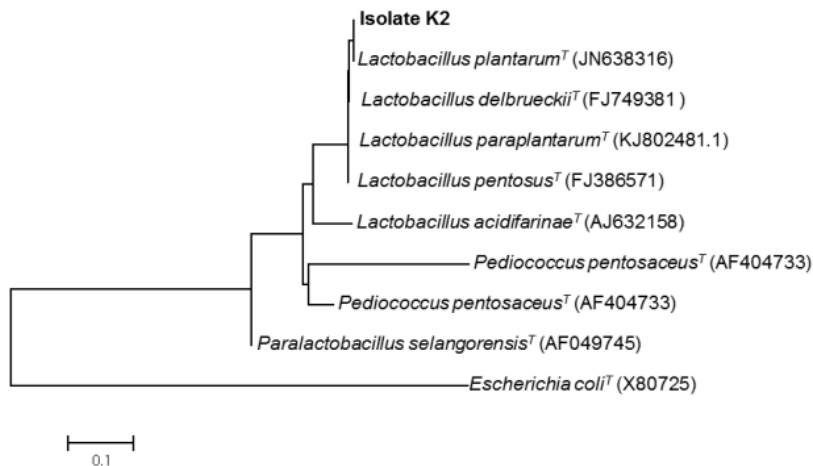 Isolate K2
Lactobacillus plantarumᵀ (JN638316)
Lactobacillus delbrueckiiᵀ (FJ749381 )
Lactobacillus paraplantarumᵀ (KJ802481.1)
Lactobacillus pentosusᵀ (FJ386571)
Lactobacillus acidifarinaeᵀ (AJ632158)
Pediococcus pentosaceusᵀ (AF404733)
Pediococcus pentosaceusᵀ (AF404733)
Paralactobacillus selangorensisᵀ (AF049745)
Escherichia coliᵀ (X80725)
0.1